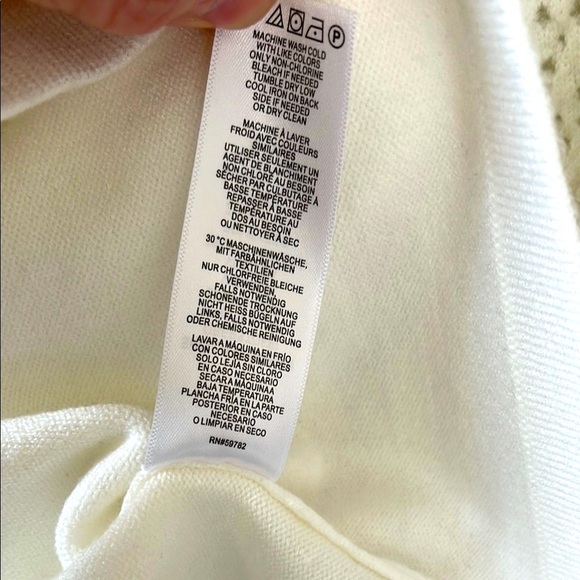 P
MACHINE WASH COLD
WITH LIKE COLORS
ONLY NON-CHLORINE
BLEACH IF NEEDED
TUMBLE DRY LOW
COOL IRON ON BACK
SIDE IF NEEDED
OR DRY CLEAN
MACHINE À LAVER
FROID AVEC COULEURS
SIMILAIRES
UTILISER SEULEMENT UN
AGENT DE BLANCHIMENT
NON CHLORÉ AU BESOIN
SÉCHER PAR CULBUTAGE À
BASSE TEMPÉRATURE
REPASSER À BASSE
TEMPÉRATURE AU
DOS AU BESOIN
OU NETTOYER À SEC
30 °C MASCHINENWÄSCHE,
MIT FARBÄHNLICHEN
TEXTILIEN
NUR CHLORFREIE BLEICHE
VERWENDEN,
FALLS NOTWENDIG
SCHONENDE TROCKNUNG
NICHT HEISS BÜGELN AUF
LINKS, FALLS NOTWENDIG
ODER CHEMISCHE REINIGUNG
LAVAR A MÁQUINA EN FRÍO
CON COLORES SIMILARES
SOLO LEJÍA SIN CLORO
EN CASO NECESARIO
SECAR A MÁQUINA A
BAJA TEMPERATURA
PLANCHA FRÍA EN LA PARTE
POSTERIOR EN CASO
NECESARIO
O LIMPIAR EN SECO
RN#59782